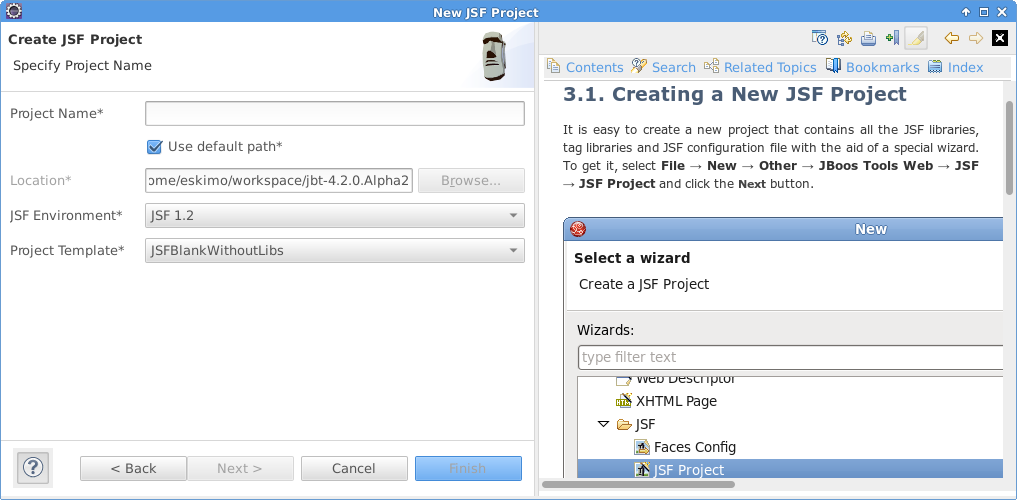 New JSF Project
Create JSF Project
Specify Project Name
Project Name*
Use default path*
Location*
ome/eskimo/workspace/jbt-4.2.0.Alpha2
Browse...
JSF Environment*
JSF 1.2
Project Template*
JSFBlankWithoutLibs
?
< Back
Next >
Cancel
Finish
Contents
Search
Related Topics
Bookmarks
Index
3.1. Creating a New JSF Project
It is easy to create a new project that contains all the JSF libraries,
tag libraries and JSF configuration file with the aid of a special wizard.
To get it, select File → New → Other → JBoos Tools Web → JSF
→ JSF Project and click the Next button.
New
Select a wizard
Create a JSF Project
Wizards:
type filter text
Web Descriptor
XHTML Page
JSF
Faces Config
JSF Project